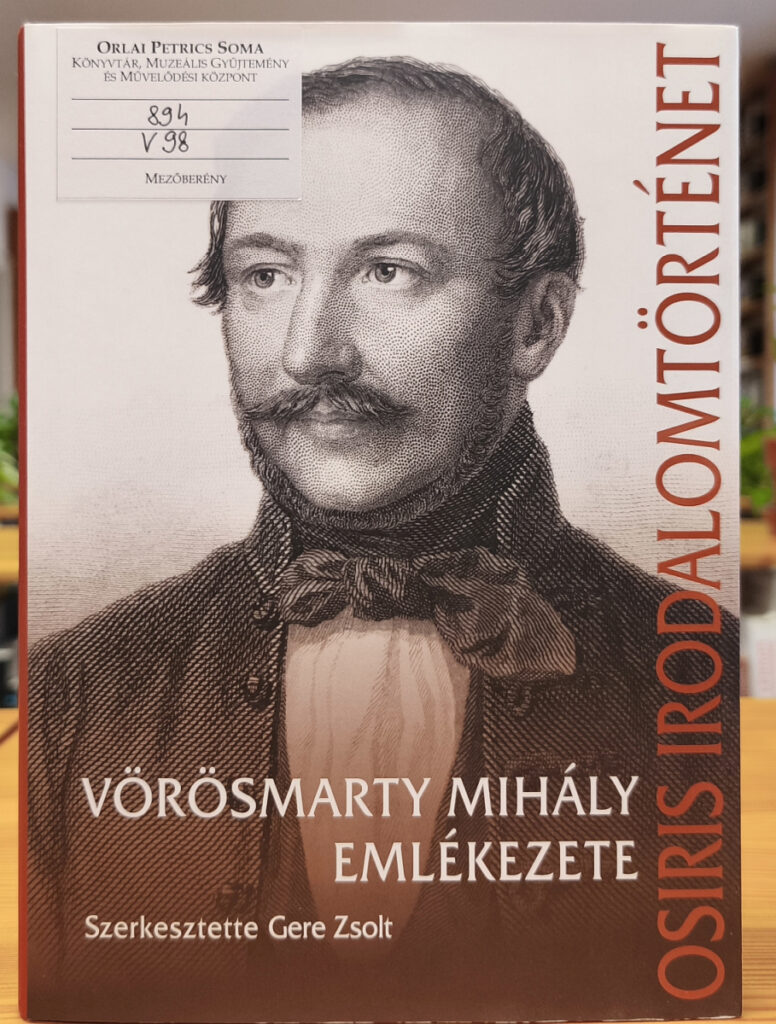 ORLAI PETRICS SOMA
KÖNYVTÁR, MUZEÁLIS GYŰJTEMÉNY
ÉS MŰVELŐDÉSI KÖZPONT
894
V 98
MEZŐBERÉNY
OSIRIS IRODALOMTÖRTÉNET
VÖRÖSMARTY MIHÁLY
EMLÉKEZETE
Szerkesztette Gere Zsolt